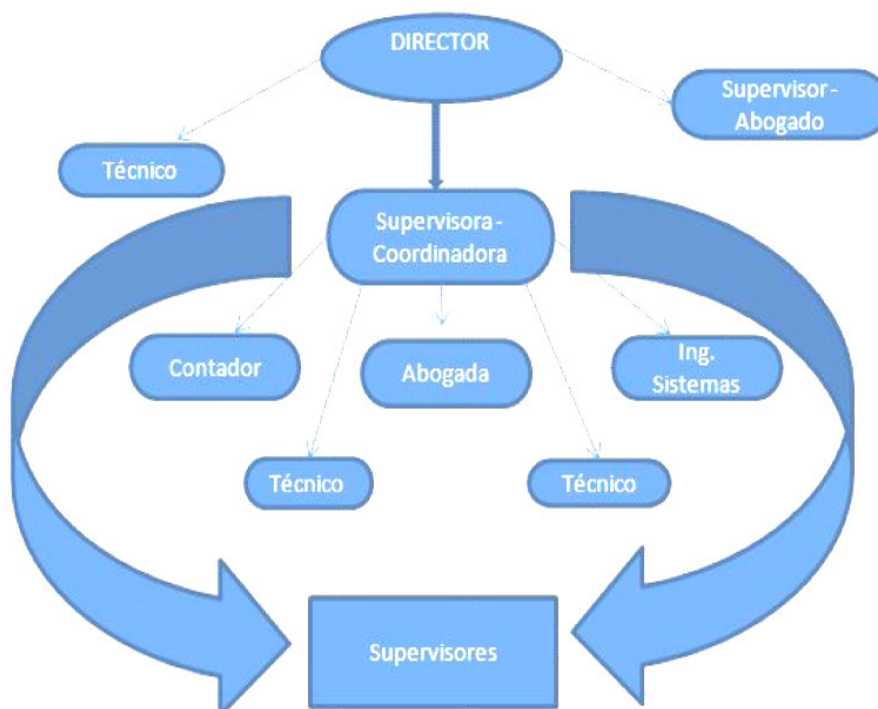 DIRECTOR
Supervisor-
Abogado
Técnico
Supervisora-
Coordinadora
Contador
Abogada
Ing.
Sistemas
Técnico
Técnico
Supervisores